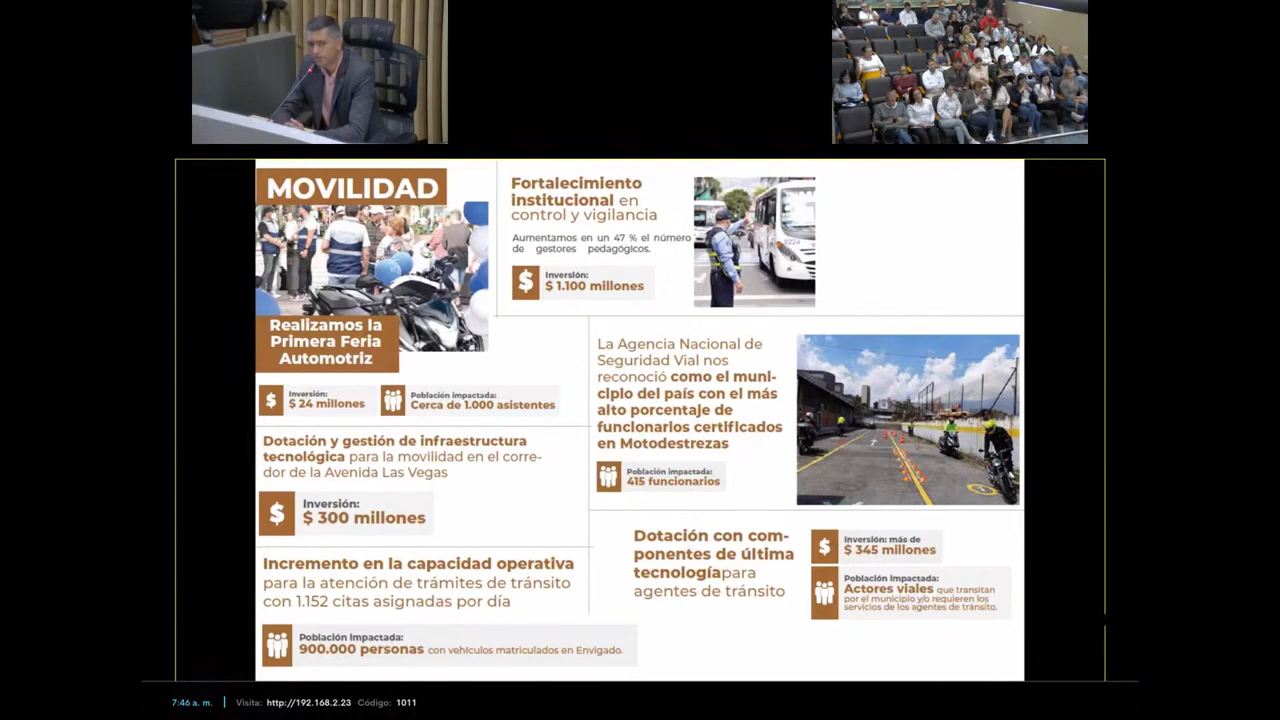 MOVILIDAD
Realizamos la
Primera Feria
Automotriz
Inversión:
$ 24 millones
Población impactada:
Cerca de 1.000 asistentes
Dotación y gestión de infraestructura
tecnológica para la movilidad en el corre-
dor de la Avenida Las Vegas
Inversión:
$ 300 millones
Incremento en la capacidad operativa
para la atención de trámites de tránsito
con 1.152 citas asignadas por día
Población impactada:
900.000 personas con vehículos matriculados en Envigado.
Fortalecimiento
institucional en
control y vigilancia
Aumentamos en un 47 % el número
de gestores pedagógicos.
$
Inversión:
$ 1.100 millones
La Agencia Nacional de
Seguridad Vial nos
reconoció como el muni-
cipio del país con el más
alto porcentaje de
funcionarios certificados
en Motodestrezas
Población impactada:
415 funcionarios
Dotación con com-
ponentes de última
tecnologíapara
agentes de tránsito
Inversión: más de
$ 345 millones
Población impactada:
Actores viales que transitan
por el municipio y/o requieren los
servicios de los agentes de tránsito.
7:46 a. m. | Visita: http://192.168.2.23 Código: 1011